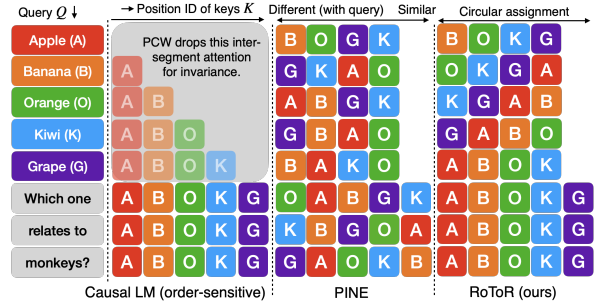 Query Q ↓
→ Position ID of keys K
Different (with query)
Similar
Circular assignment
Apple (A)
PCW drops this inter-
segment attention
for invariance.
B O G K
B O K G
Banana (B)
A
G K A O
O K G A
Orange (O)
A B
A B G K
K G A B
Kiwi (K)
A B O
G B A O
G A B O
Grape (G)
A B O K
B A K O
A B O K
Which one
A B O K G
O A B G K
A B O K G
relates to
A B O K G
K B G O A
A B O K G
monkeys?
A B O K G
G A O K B
A B O K G
Causal LM (order-sensitive)
PINE
RoToR (ours)